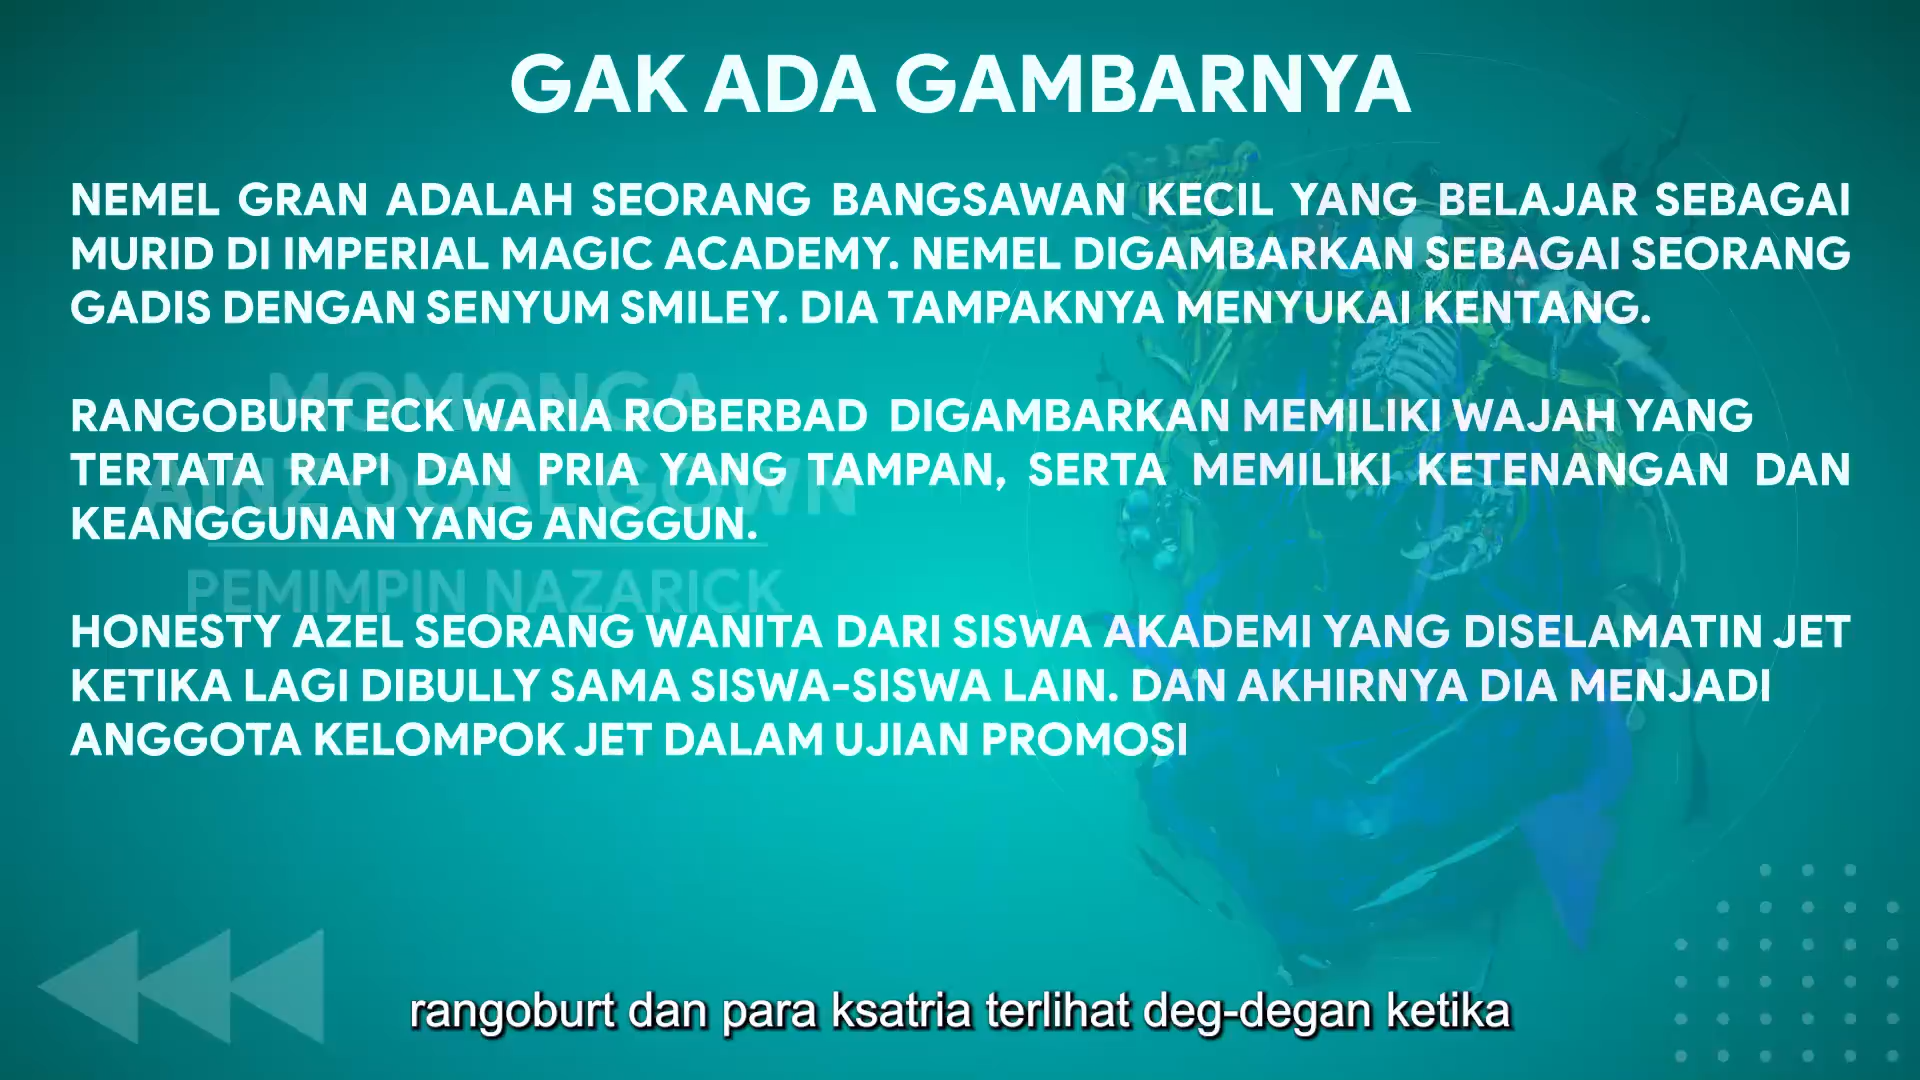 GAK ADA GAMBARNYA
NEMEL GRAN ADALAH SEORANG BANGSAWAN KECIL YANG BELAJAR SEBAGAI
MURID DI IMPERIAL MAGIC ACADEMY. NEMEL DIGAMBARKAN SEBAGAI SEORANG
GADIS DENGAN SENYUM SMILEY. DIA TAMPAKNYA MENYUKAI KENTANG.
RANGOBURT ECK WARIA ROBERBAD DIGAMBARKAN MEMILIKI WAJAH YANG
TERTATA RAPI DAN PRIA YANG TAMPAN, SERTA MEMILIKI KETENANGAN DAN
KEANGGUNAN YANG ANGGUN.
HONESTY AZEL SEORANG WANITA DARI SISWA AKADEMI YANG DISELAMATIN JET
KETIKA LAGI DIBULLY SAMA SISWA-SISWA LAIN. DAN AKHIRNYA DIA MENJADI
ANGGOTA KELOMPOK JET DALAM UJIAN PROMOSI
MOMONGA
AINZ OOAL GOWN
PEMIMPIN NAZARICK
rangoburt dan para ksatria terlihat deg-degan ketika